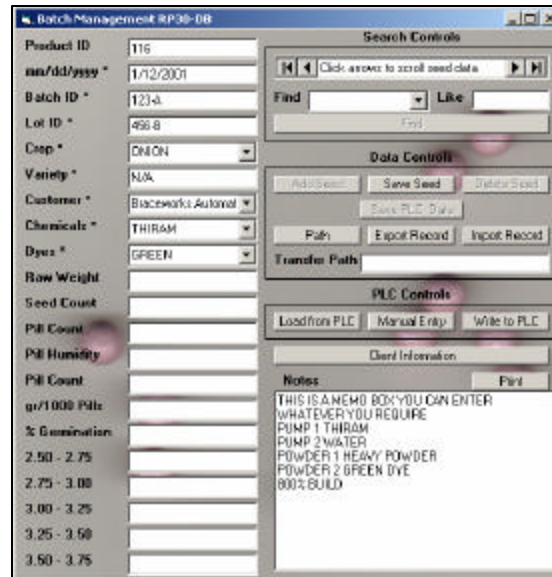 Batch Management RP30-DB
Product ID 116
mm/dd/yyyy * 1/12/2001
Batch ID * 123-A
Lot ID * 456-B
Crop * ONION
Variety * N/A
Customer * Braceworks Automat
Chemicals * THIRAM
Dyes * GREEN
Raw Weight
Seed Count
Pill Count
Pill Humidity
Pill Count
gr/1000 Pills
% Germination
2.50 - 2.75
2.75 - 3.00
3.00 - 3.25
3.25 - 3.50
3.50 - 3.75
Search Controls
Click arrows to scroll seed data
Find Like
Find
Data Controls
Add Seed Save Seed Delete Seed
Save PLC Data
Path Export Record Import Record
Transfer Path
PLC Controls
Load from PLC Manual Entry Write to PLC
Client Information
Notes Print
THIS IS A MEMO BOX YOU CAN ENTER
WHATEVER YOU REQUIRE
PUMP 1 THIRAM
PUMP 2 WATER
POWDER 1 HEAVY POWDER
POWDER 2 GREEN DYE
800% BUILD